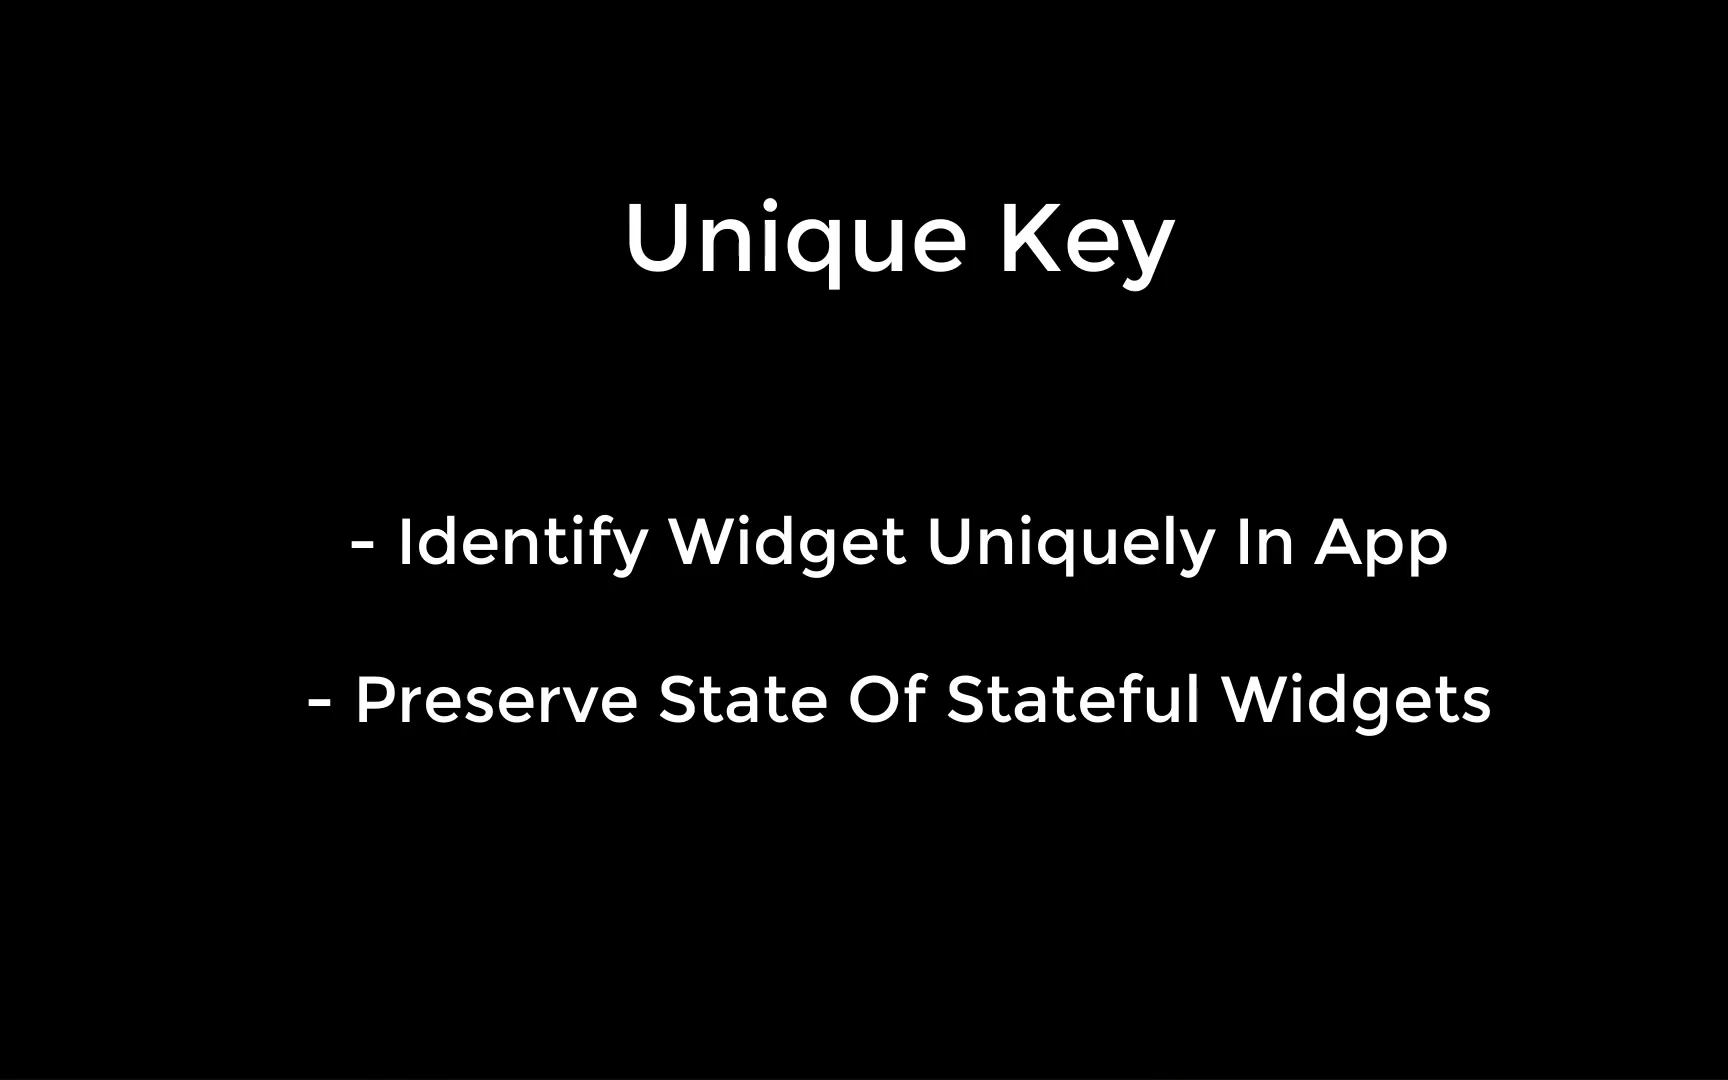 Unique Key
- Identify Widget Uniquely In App
- Preserve State Of Stateful Widgets